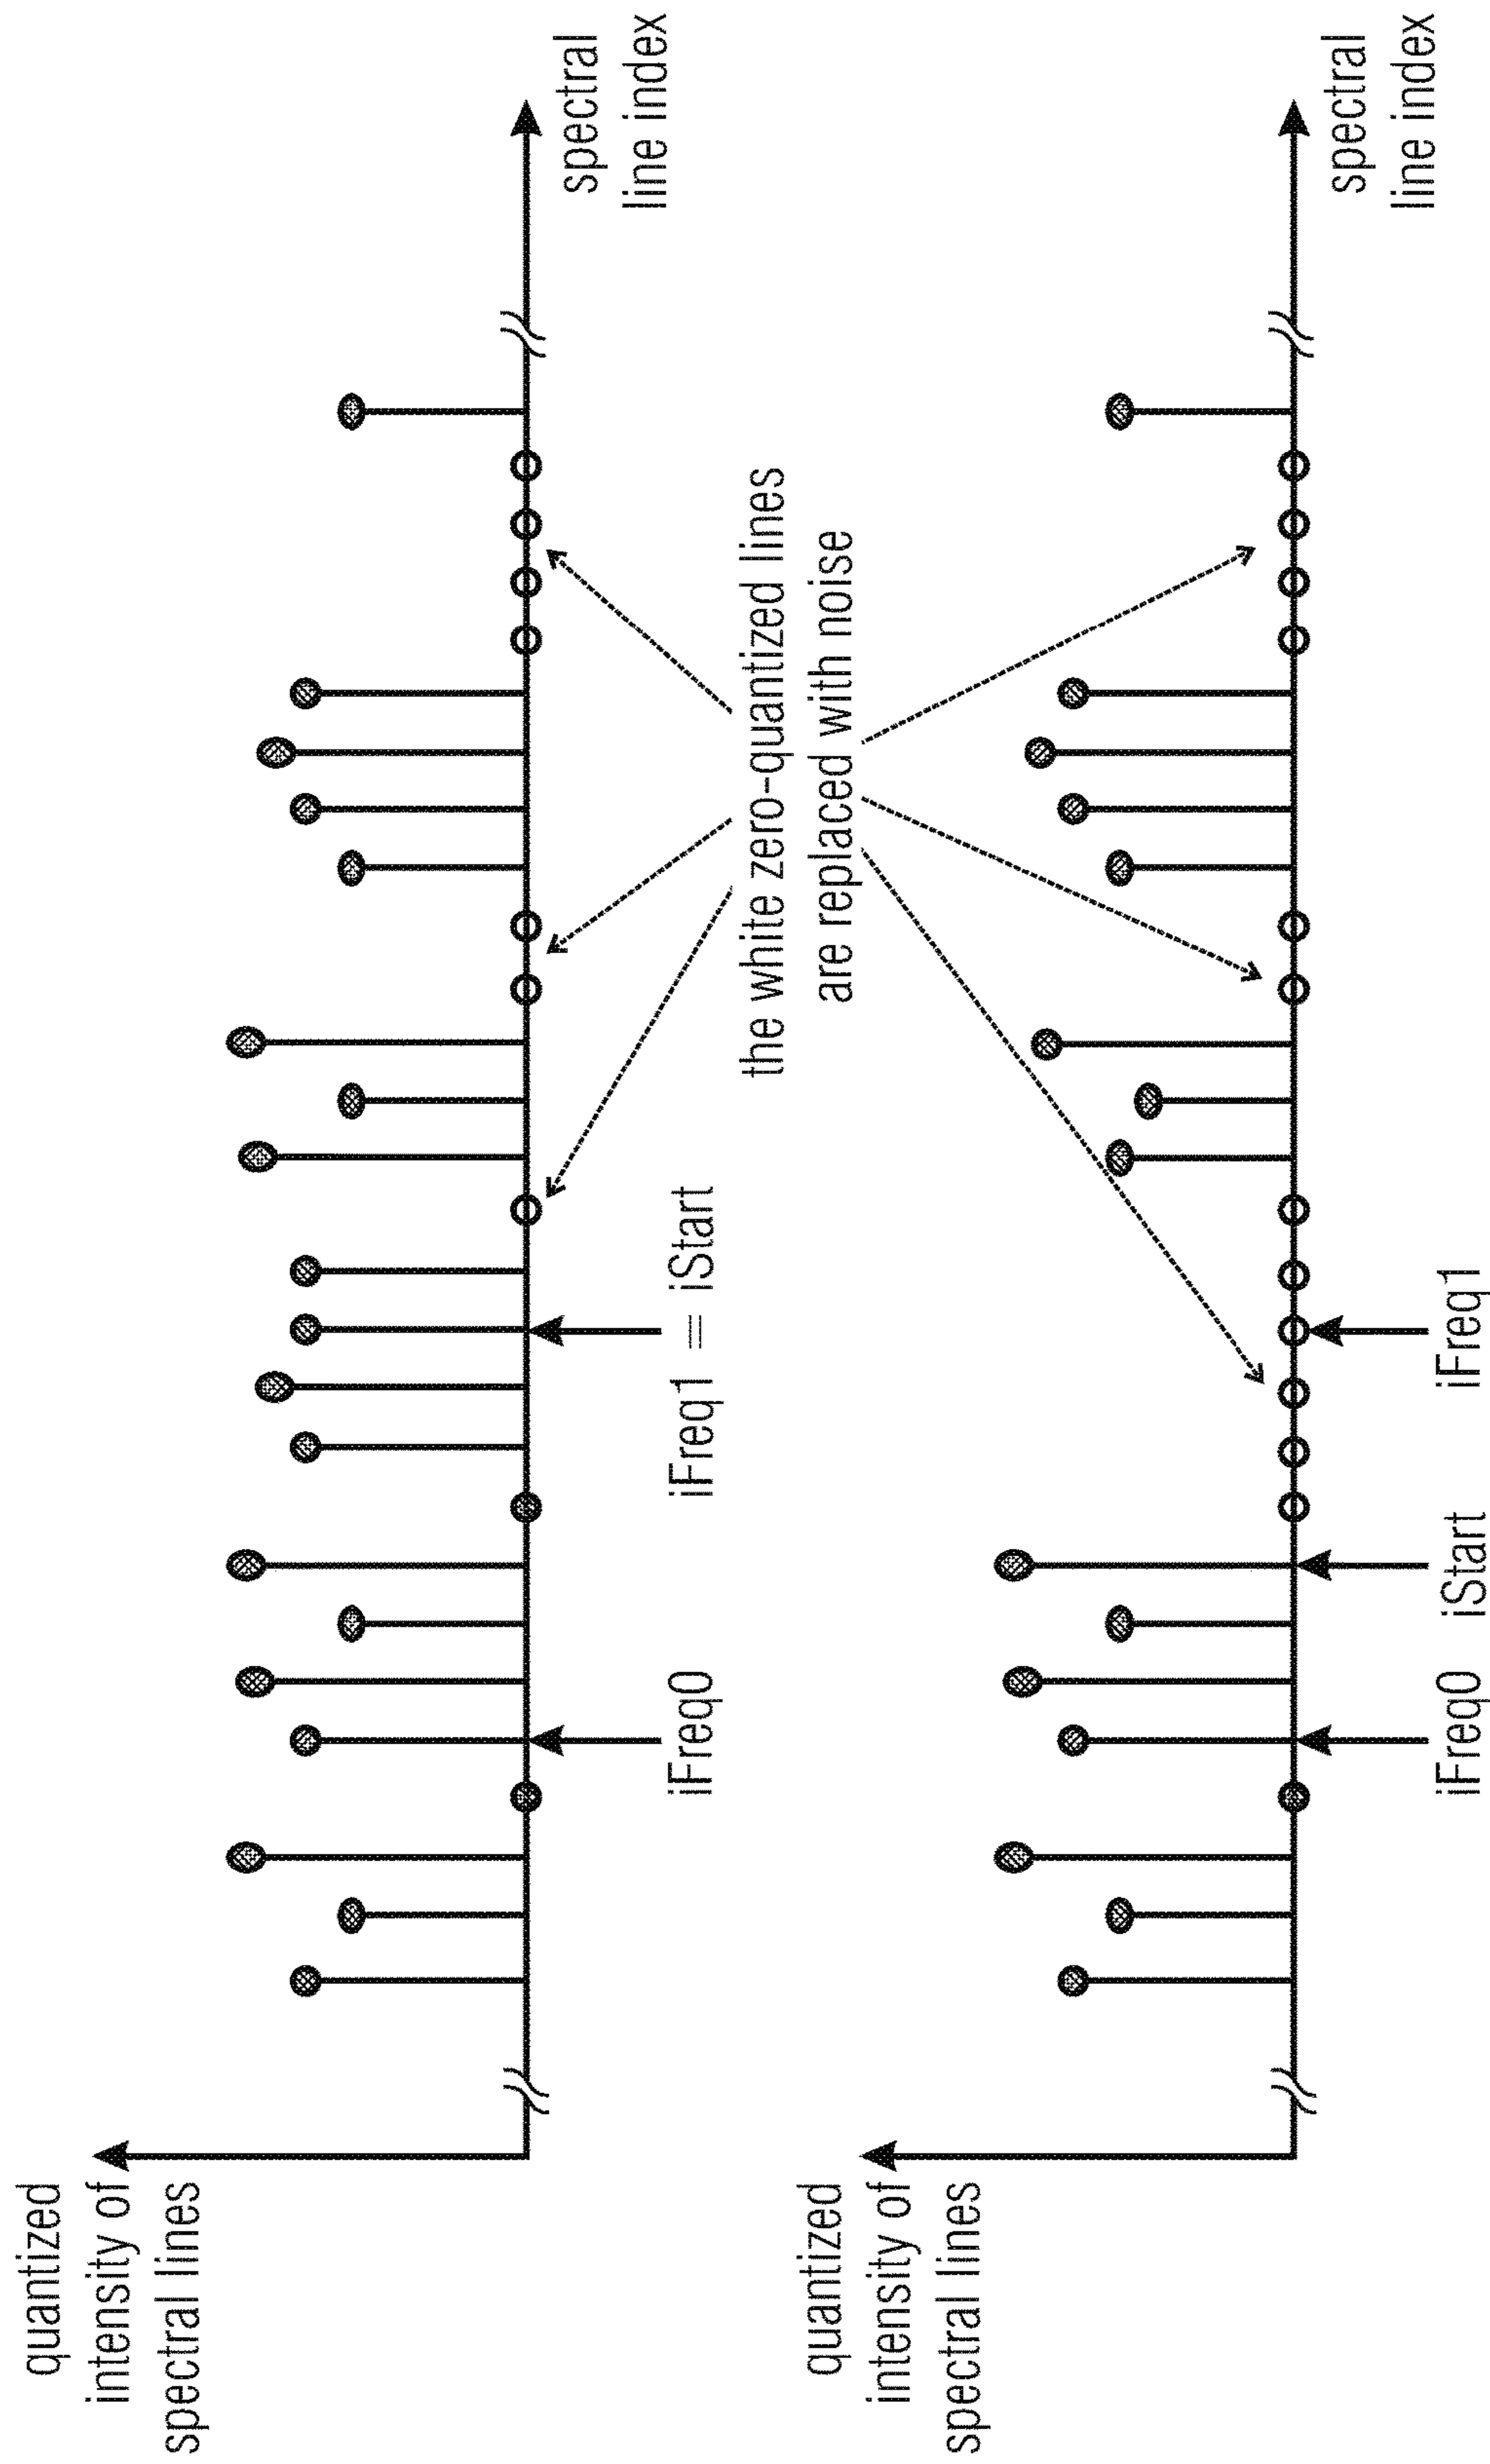 quantized
intensity of
spectral lines
iFreq0
iFreq1 = iStart
spectral
line index
the white zero-quantized lines
are replaced with noise
quantized
intensity of
spectral lines
iFreq0
iStart
iFreq1
spectral
line index